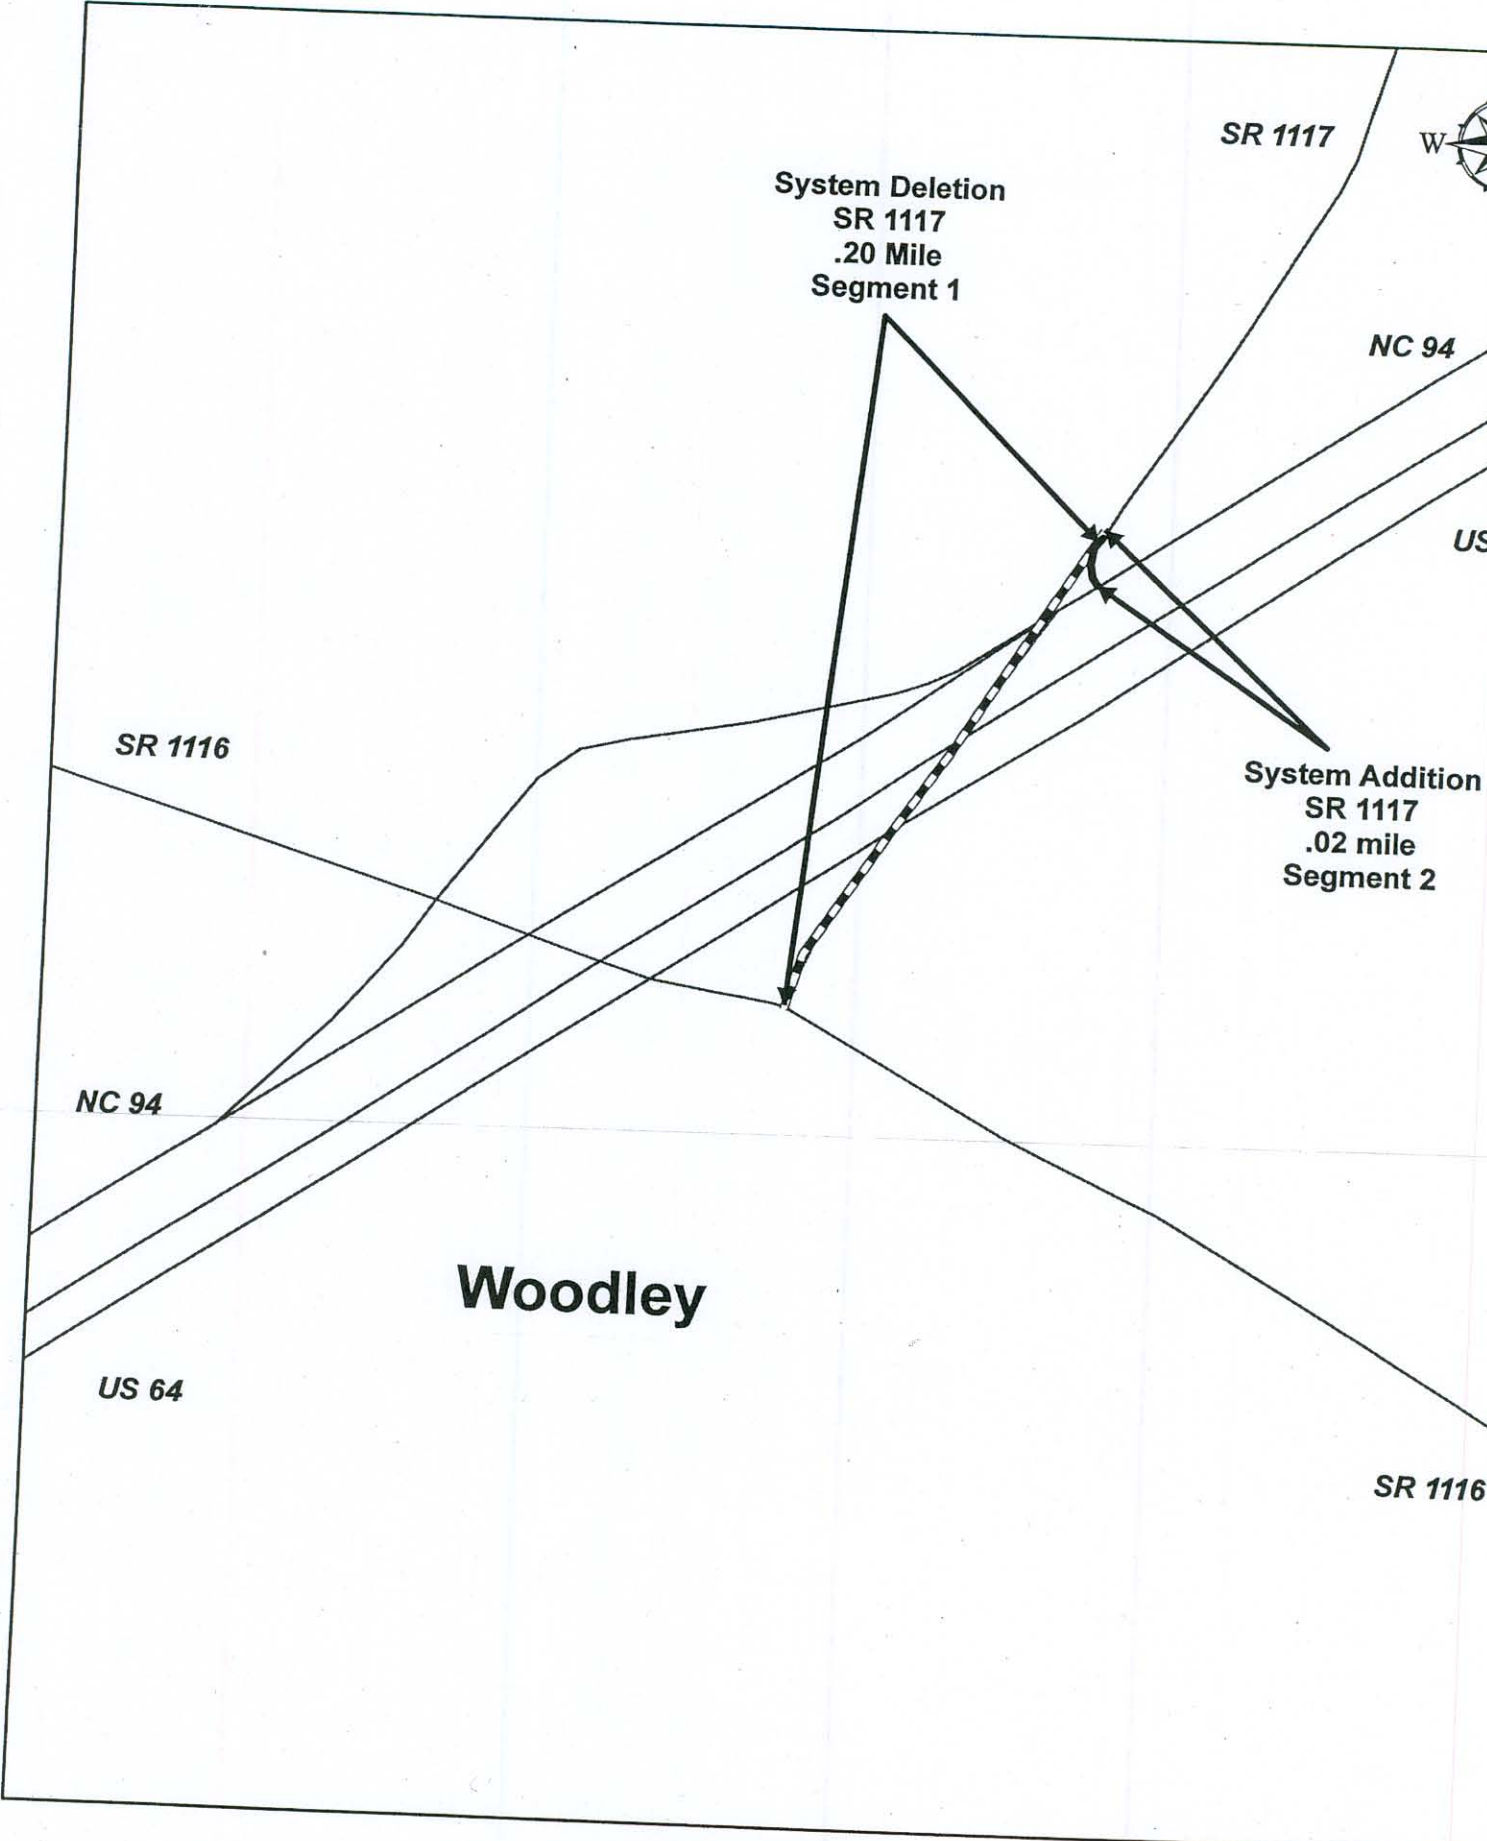 SR 1117
W
System Deletion
SR 1117
.20 Mile
Segment 1
NC 94
US
SR 1116
System Addition
SR 1117
.02 mile
Segment 2
NC 94
Woodley
US 64
SR 1116